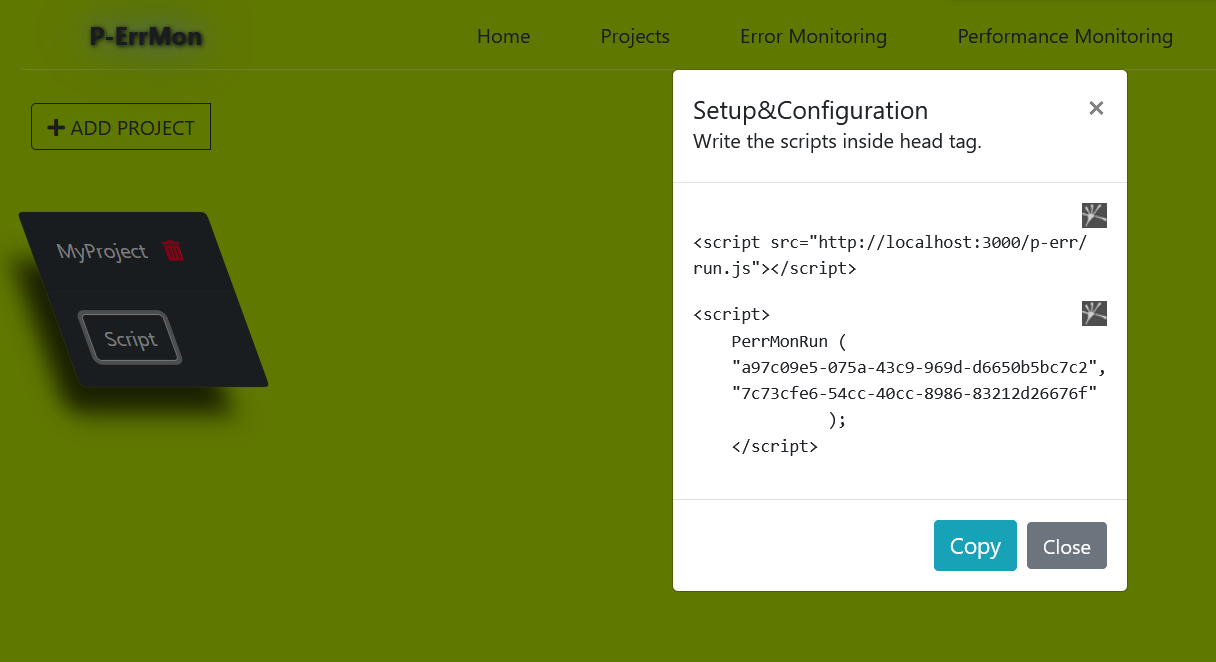 P-ErrMon
Home
Projects
Error Monitoring
Performance Monitoring
ADD PROJECT
MyProject
Script
Setup&Configuration
×
Write the scripts inside head tag.
<script src="http://localhost:3000/p-err/
run.js"></script>
<script>
PerrMonRun (
"a97c09e5-075a-43c9-969d-d6650b5bc7c2",
"7c73cfe6-54cc-40cc-8986-83212d26676f"
);
</script>
Copy
Close